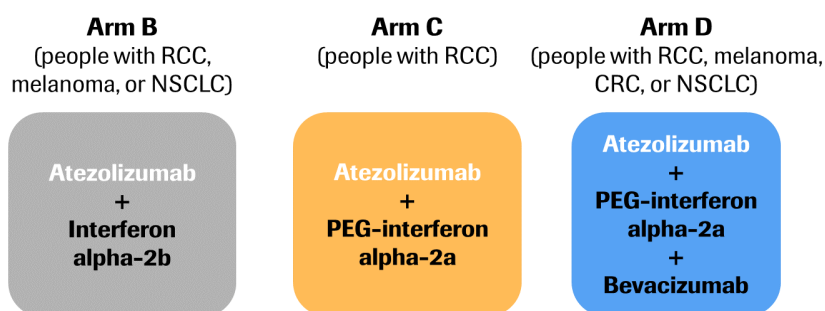 Arm B
(people with RCC,
melanoma, or NSCLC)
Atezolizumab
+
Interferon
alpha-2b
Arm C
(people with RCC)
Atezolizumab
+
PEG-interferon
alpha-2a
Arm D
(people with RCC, melanoma,
CRC, or NSCLC)
Atezolizumab
+
PEG-interferon
alpha-2a
+
Bevacizumab